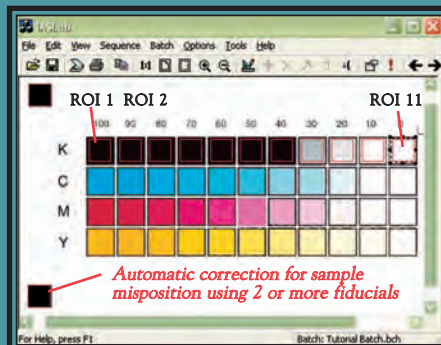 IASLab
File Edit View Sequence Batch Options Tools Help
ROI 1 ROI 2 ROI 11
100 90 80 70 60 50 40 30 20 10 0
K
C
M
Y
Automatic correction for sample
misposition using 2 or more fiducials
For Help, press F1 Batch: Tutorial Batch.bch